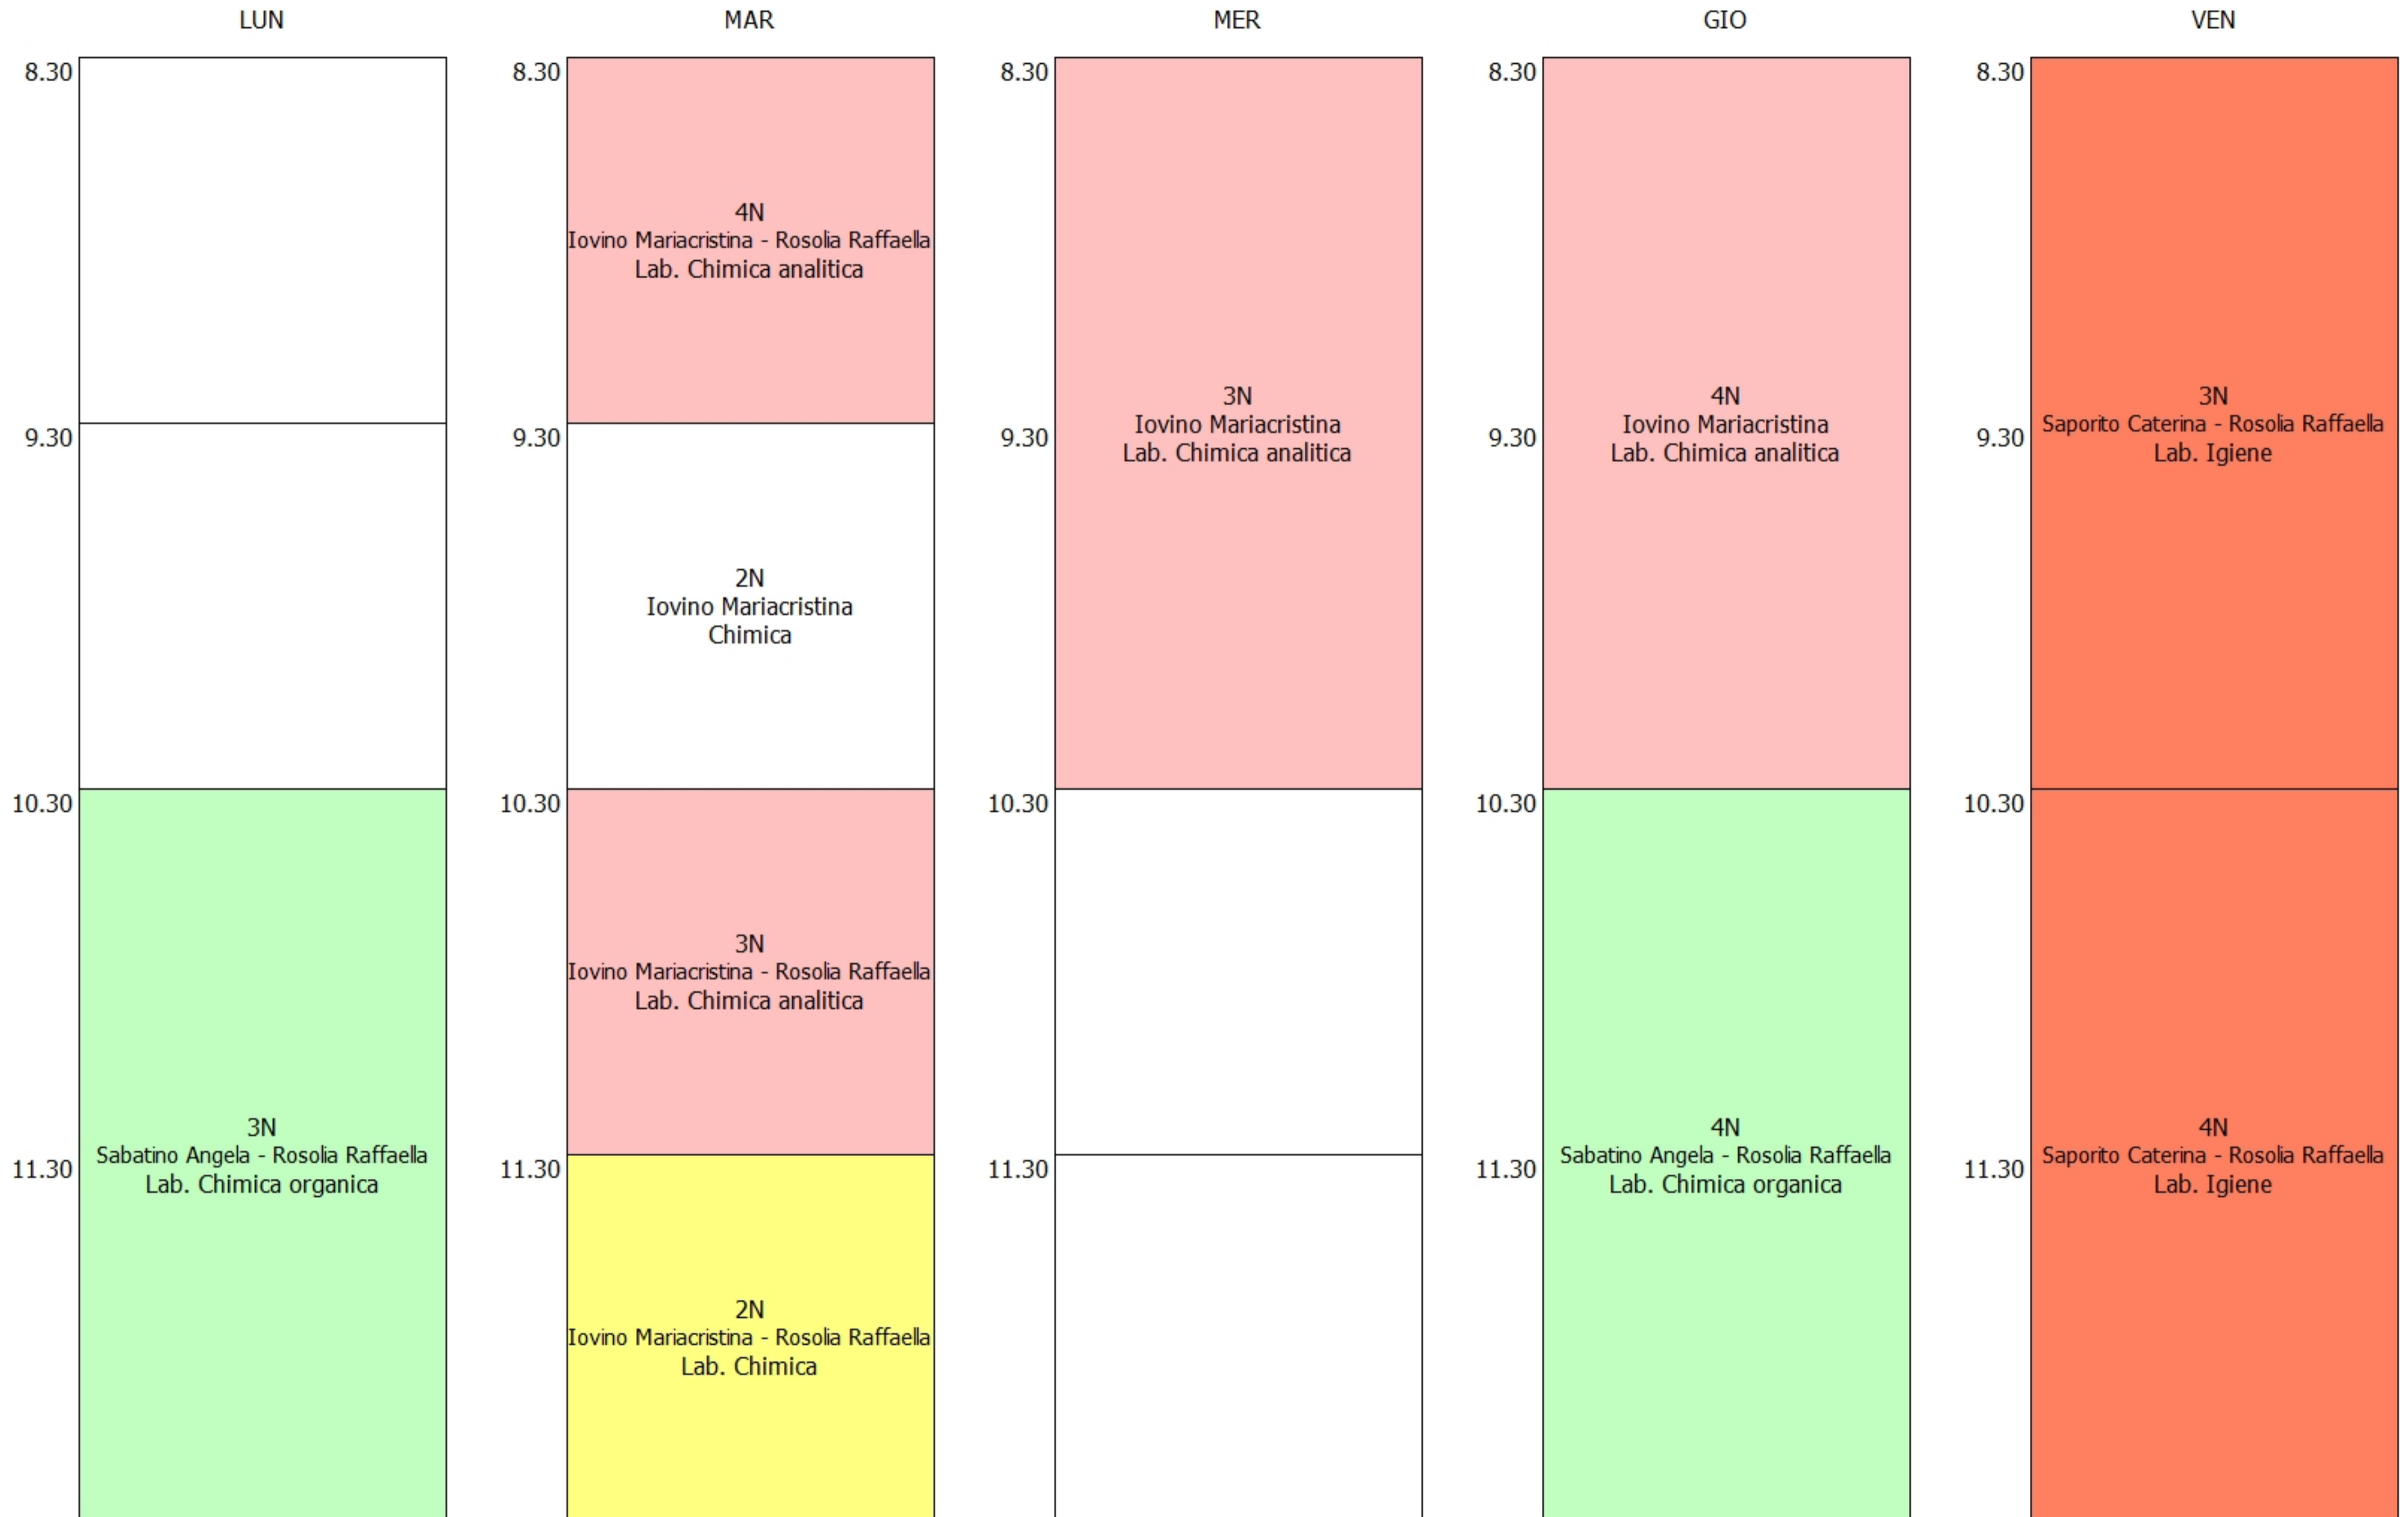 LUN
8.30
9.30
10.30
3N
Sabatino Angela - Rosolia Raffaella
Lab. Chimica organica
11.30
MAR
8.30
4N
Iovino Mariacristina - Rosolia Raffaella
Lab. Chimica analitica
9.30
2N
Iovino Mariacristina
Chimica
10.30
3N
Iovino Mariacristina - Rosolia Raffaella
Lab. Chimica analitica
11.30
2N
Iovino Mariacristina - Rosolia Raffaella
Lab. Chimica
MER
8.30
3N
Iovino Mariacristina
Lab. Chimica analitica
9.30
10.30
11.30
GIO
8.30
4N
Iovino Mariacristina
Lab. Chimica analitica
9.30
10.30
4N
Sabatino Angela - Rosolia Raffaella
Lab. Chimica organica
11.30
VEN
8.30
3N
Saporito Caterina - Rosolia Raffaella
Lab. Igiene
9.30
10.30
4N
Saporito Caterina - Rosolia Raffaella
Lab. Igiene
11.30